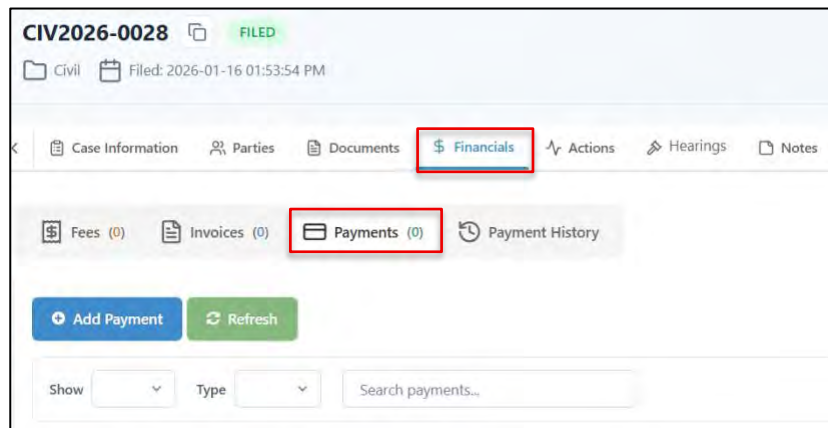 CIV2026-0028 FILED
Civil Filed: 2026-01-16 01:53:54 PM
Case Information Parties Documents $ Financials Actions Hearings Notes
$ Fees (0) Invoices (0) Payments (0) Payment History
Add Payment Refresh
Show Type Search payments...